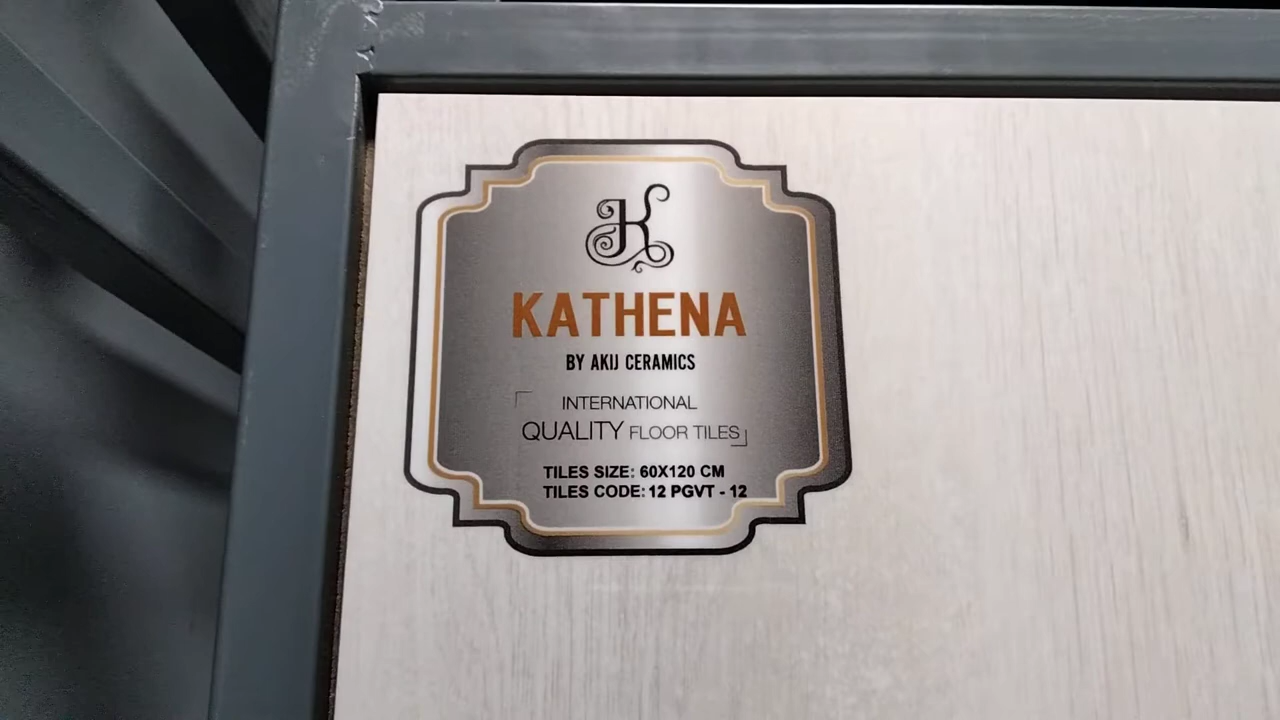 K
KATHENA
BY AKIJ CERAMICS
INTERNATIONAL
QUALITY FLOOR TILES
TILES SIZE: 60X120 CM
TILES CODE: 12 PGVT - 12